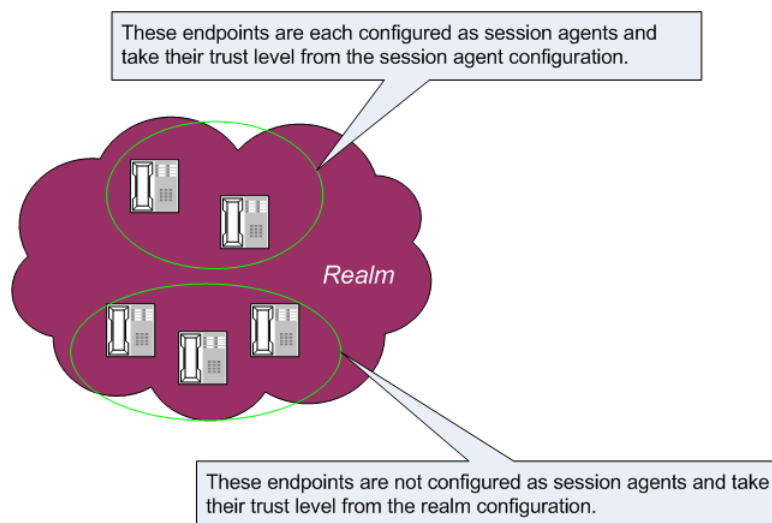 These endpoints are each configured as session agents and
take their trust level from the session agent configuration.
Realm
These endpoints are not configured as session agents and take
their trust level from the realm configuration.